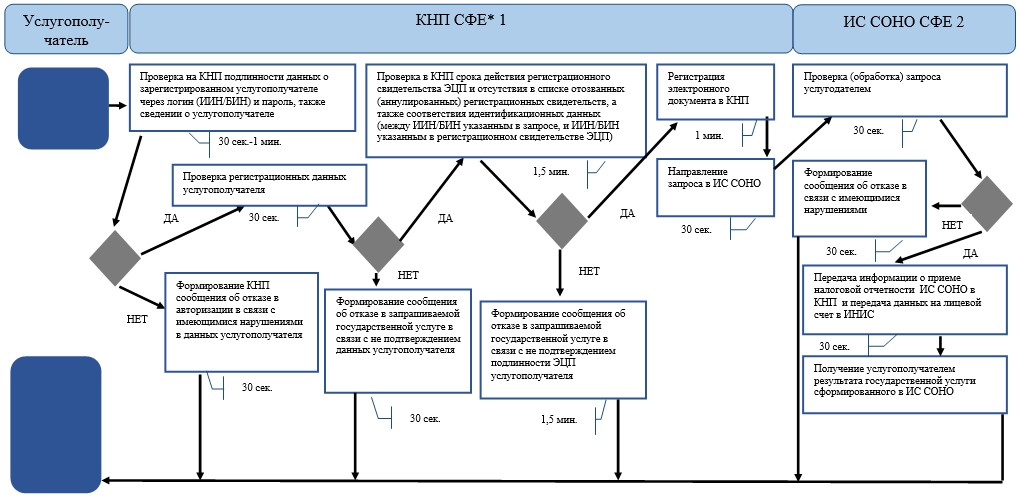 Услугополу-
чатель
КНП СФЕ* 1
ИС СОНО СФЕ 2
Проверка на КНП подлинности данных о
зарегистрированном услугополучателе
через логин (ИИН/БИН) и пароль, также
сведении о услугополучателе
30 сек.-1 мин.
Проверка регистрационных данных
услугополучателя
30 сек.
ДА
НЕТ
Формирование КНП
сообщения об отказе в
авторизации в связи с
имеющимися нарушениями
в данных услугополучателя
30 сек.
Проверка в КНП срока действия регистрационного
свидетельства ЭЦП и отсутствия в списке отозванных
(аннулированных) регистрационных свидетельств, а
также соответствия идентификационных данных
(между ИИН/БИН указанным в запросе, и ИИН/БИН
указанным в регистрационном свидетельстве ЭЦП)
1,5 мин.
ДА
НЕТ
Формирование сообщения
об отказе в запрашиваемой
государственной услуге в
связи с не подтверждением
данных услугополучателя
30 сек.
ДА
НЕТ
Формирование сообщения об
отказе в запрашиваемой
государственной услуге в
связи с не подтверждением
подлинности ЭЦП
услугополучателя
1,5 мин.
Регистрация
электронного
документа в КНП
1 мин.
Направление
запроса в ИС СОНО
30 сек.
Проверка (обработка) запроса
услугодателем
30 сек.
Формирование
сообщения об отказе в
связи с имеющимися
нарушениями
НЕТ
30 сек.
ДА
Передача информации о приеме
налоговой отчетности ИС СОНО в
КНП и передача данных на лицевой
счет в ИНИС
30 сек.
Получение услугополучателем
результата государственной услуги
сформированного в ИС СОНО